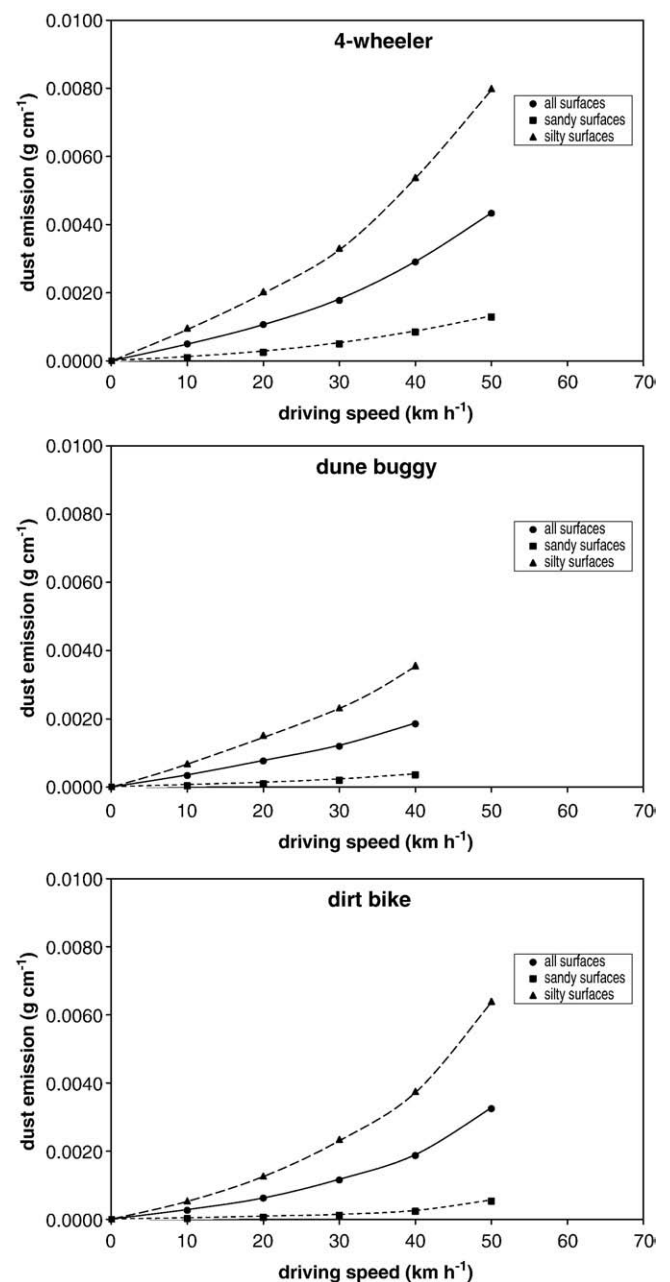 4-wheeler
dust emission (g cm⁻¹)
0.0100
0.0080
0.0060
0.0040
0.0020
0.0000
all surfaces
sandy surfaces
silty surfaces
0 10 20 30 40 50 60 70
driving speed (km h⁻¹)
dune buggy
dust emission (g cm⁻¹)
0.0100
0.0080
0.0060
0.0040
0.0020
0.0000
all surfaces
sandy surfaces
silty surfaces
0 10 20 30 40 50 60 70
driving speed (km h⁻¹)
dirt bike
dust emission (g cm⁻¹)
0.0100
0.0080
0.0060
0.0040
0.0020
0.0000
all surfaces
sandy surfaces
silty surfaces
0 10 20 30 40 50 60 70
driving speed (km h⁻¹)